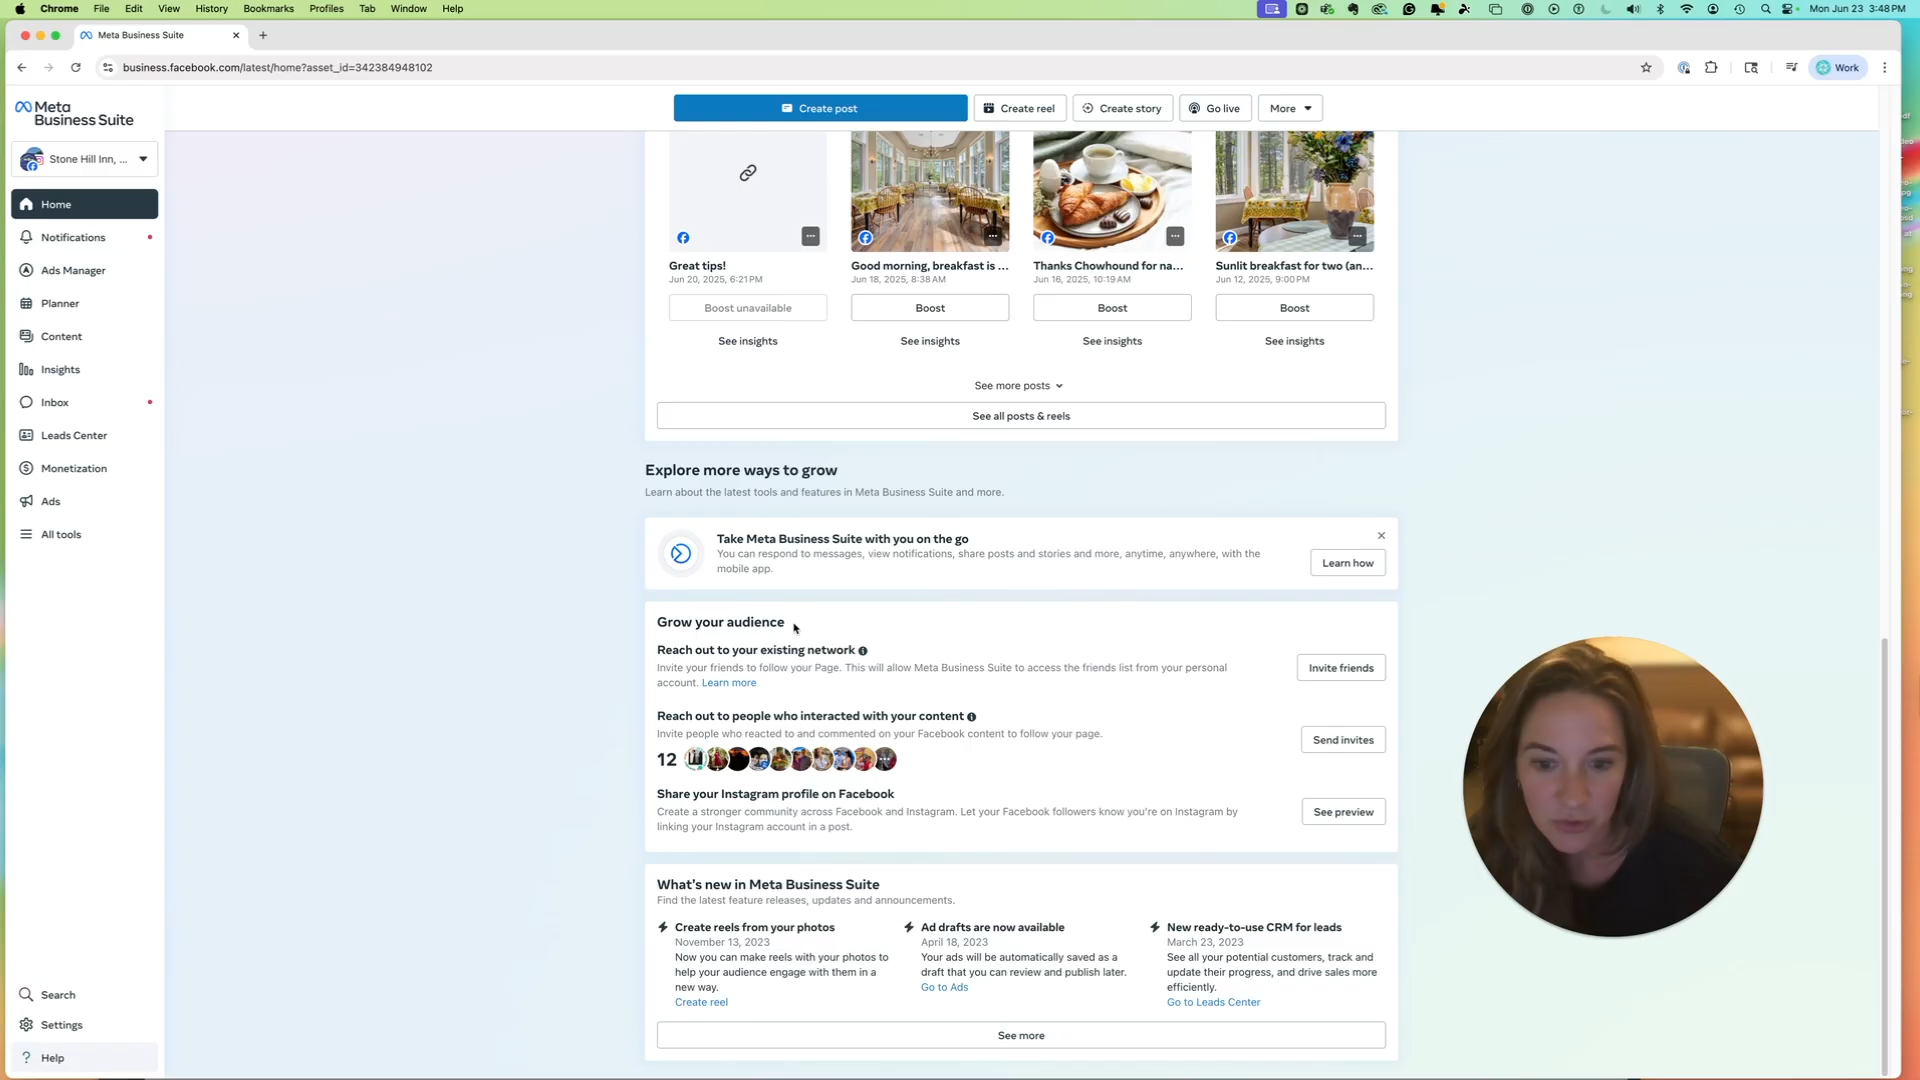 Chrome File Edit View History Bookmarks Profiles Tab Window Help
Mon Jun 23 3:48 PM
Meta Business Suite
business.facebook.com/latest/home?asset_id=342384948102
Work
Meta
Business Suite
Stone Hill Inn, ...
Home
Notifications
Ads Manager
Planner
Content
Insights
Inbox
Leads Center
Monetization
Ads
All tools
Search
Settings
Help
Create post
Create reel
Create story
Go live
More
Great tips!
Jun 20, 2025, 6:21 PM
Boost unavailable
See insights
Good morning, breakfast is ...
Jun 18, 2025, 8:38 AM
Boost
See insights
Thanks Chowhound for na...
Jun 16, 2025, 10:19 AM
Boost
See insights
Sunlit breakfast for two (an...
Jun 12, 2025, 9:00 PM
Boost
See insights
See more posts
See all posts & reels
Explore more ways to grow
Learn about the latest tools and features in Meta Business Suite and more.
Take Meta Business Suite with you on the go
You can respond to messages, view notifications, share posts and stories and more, anytime, anywhere, with the
mobile app.
Learn how
Grow your audience
Reach out to your existing network
Invite your friends to follow your Page. This will allow Meta Business Suite to access the friends list from your personal
account. Learn more
Invite friends
Reach out to people who interacted with your content
Invite people who reacted to and commented on your Facebook content to follow your page.
12
Send invites
Share your Instagram profile on Facebook
Create a stronger community across Facebook and Instagram. Let your Facebook followers know you're on Instagram by
linking your Instagram account in a post.
See preview
What's new in Meta Business Suite
Find the latest feature releases, updates and announcements.
Create reels from your photos
November 13, 2023
Now you can make reels with your photos to
help your audience engage with them in a
new way.
Create reel
Ad drafts are now available
April 18, 2023
Your ads will be automatically saved as a
draft that you can review and publish later.
Go to Ads
New ready-to-use CRM for leads
March 23, 2023
See all your potential customers, track and
update their progress, and drive sales more
efficiently.
Go to Leads Center
See more